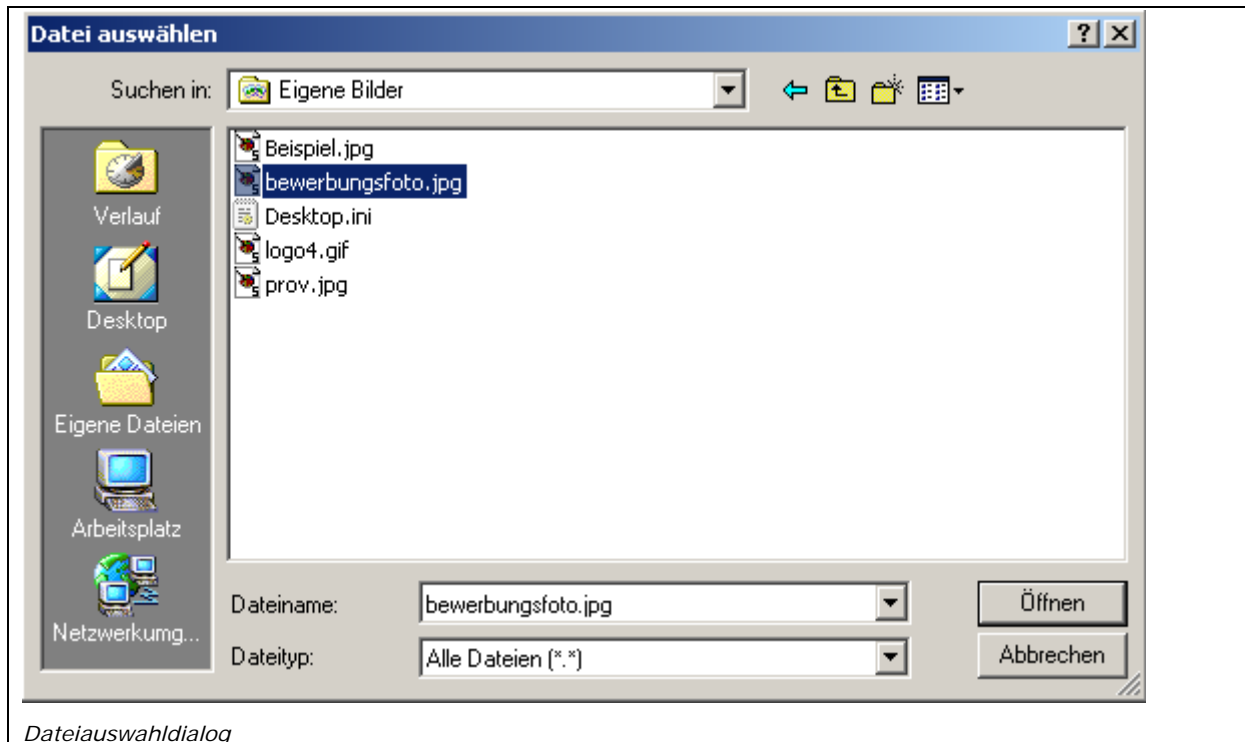 Datei auswählen
Suchen in: Eigene Bilder
Verlauf
Desktop
Eigene Dateien
Arbeitsplatz
Netzwerkumg...
Beispiel.jpg
bewerbungsfoto.jpg
Desktop.ini
logo4.gif
prov.jpg
Dateiname: bewerbungsfoto.jpg Öffnen
Dateityp: Alle Dateien (*.*) Abbrechen
Dateiauswahldialog